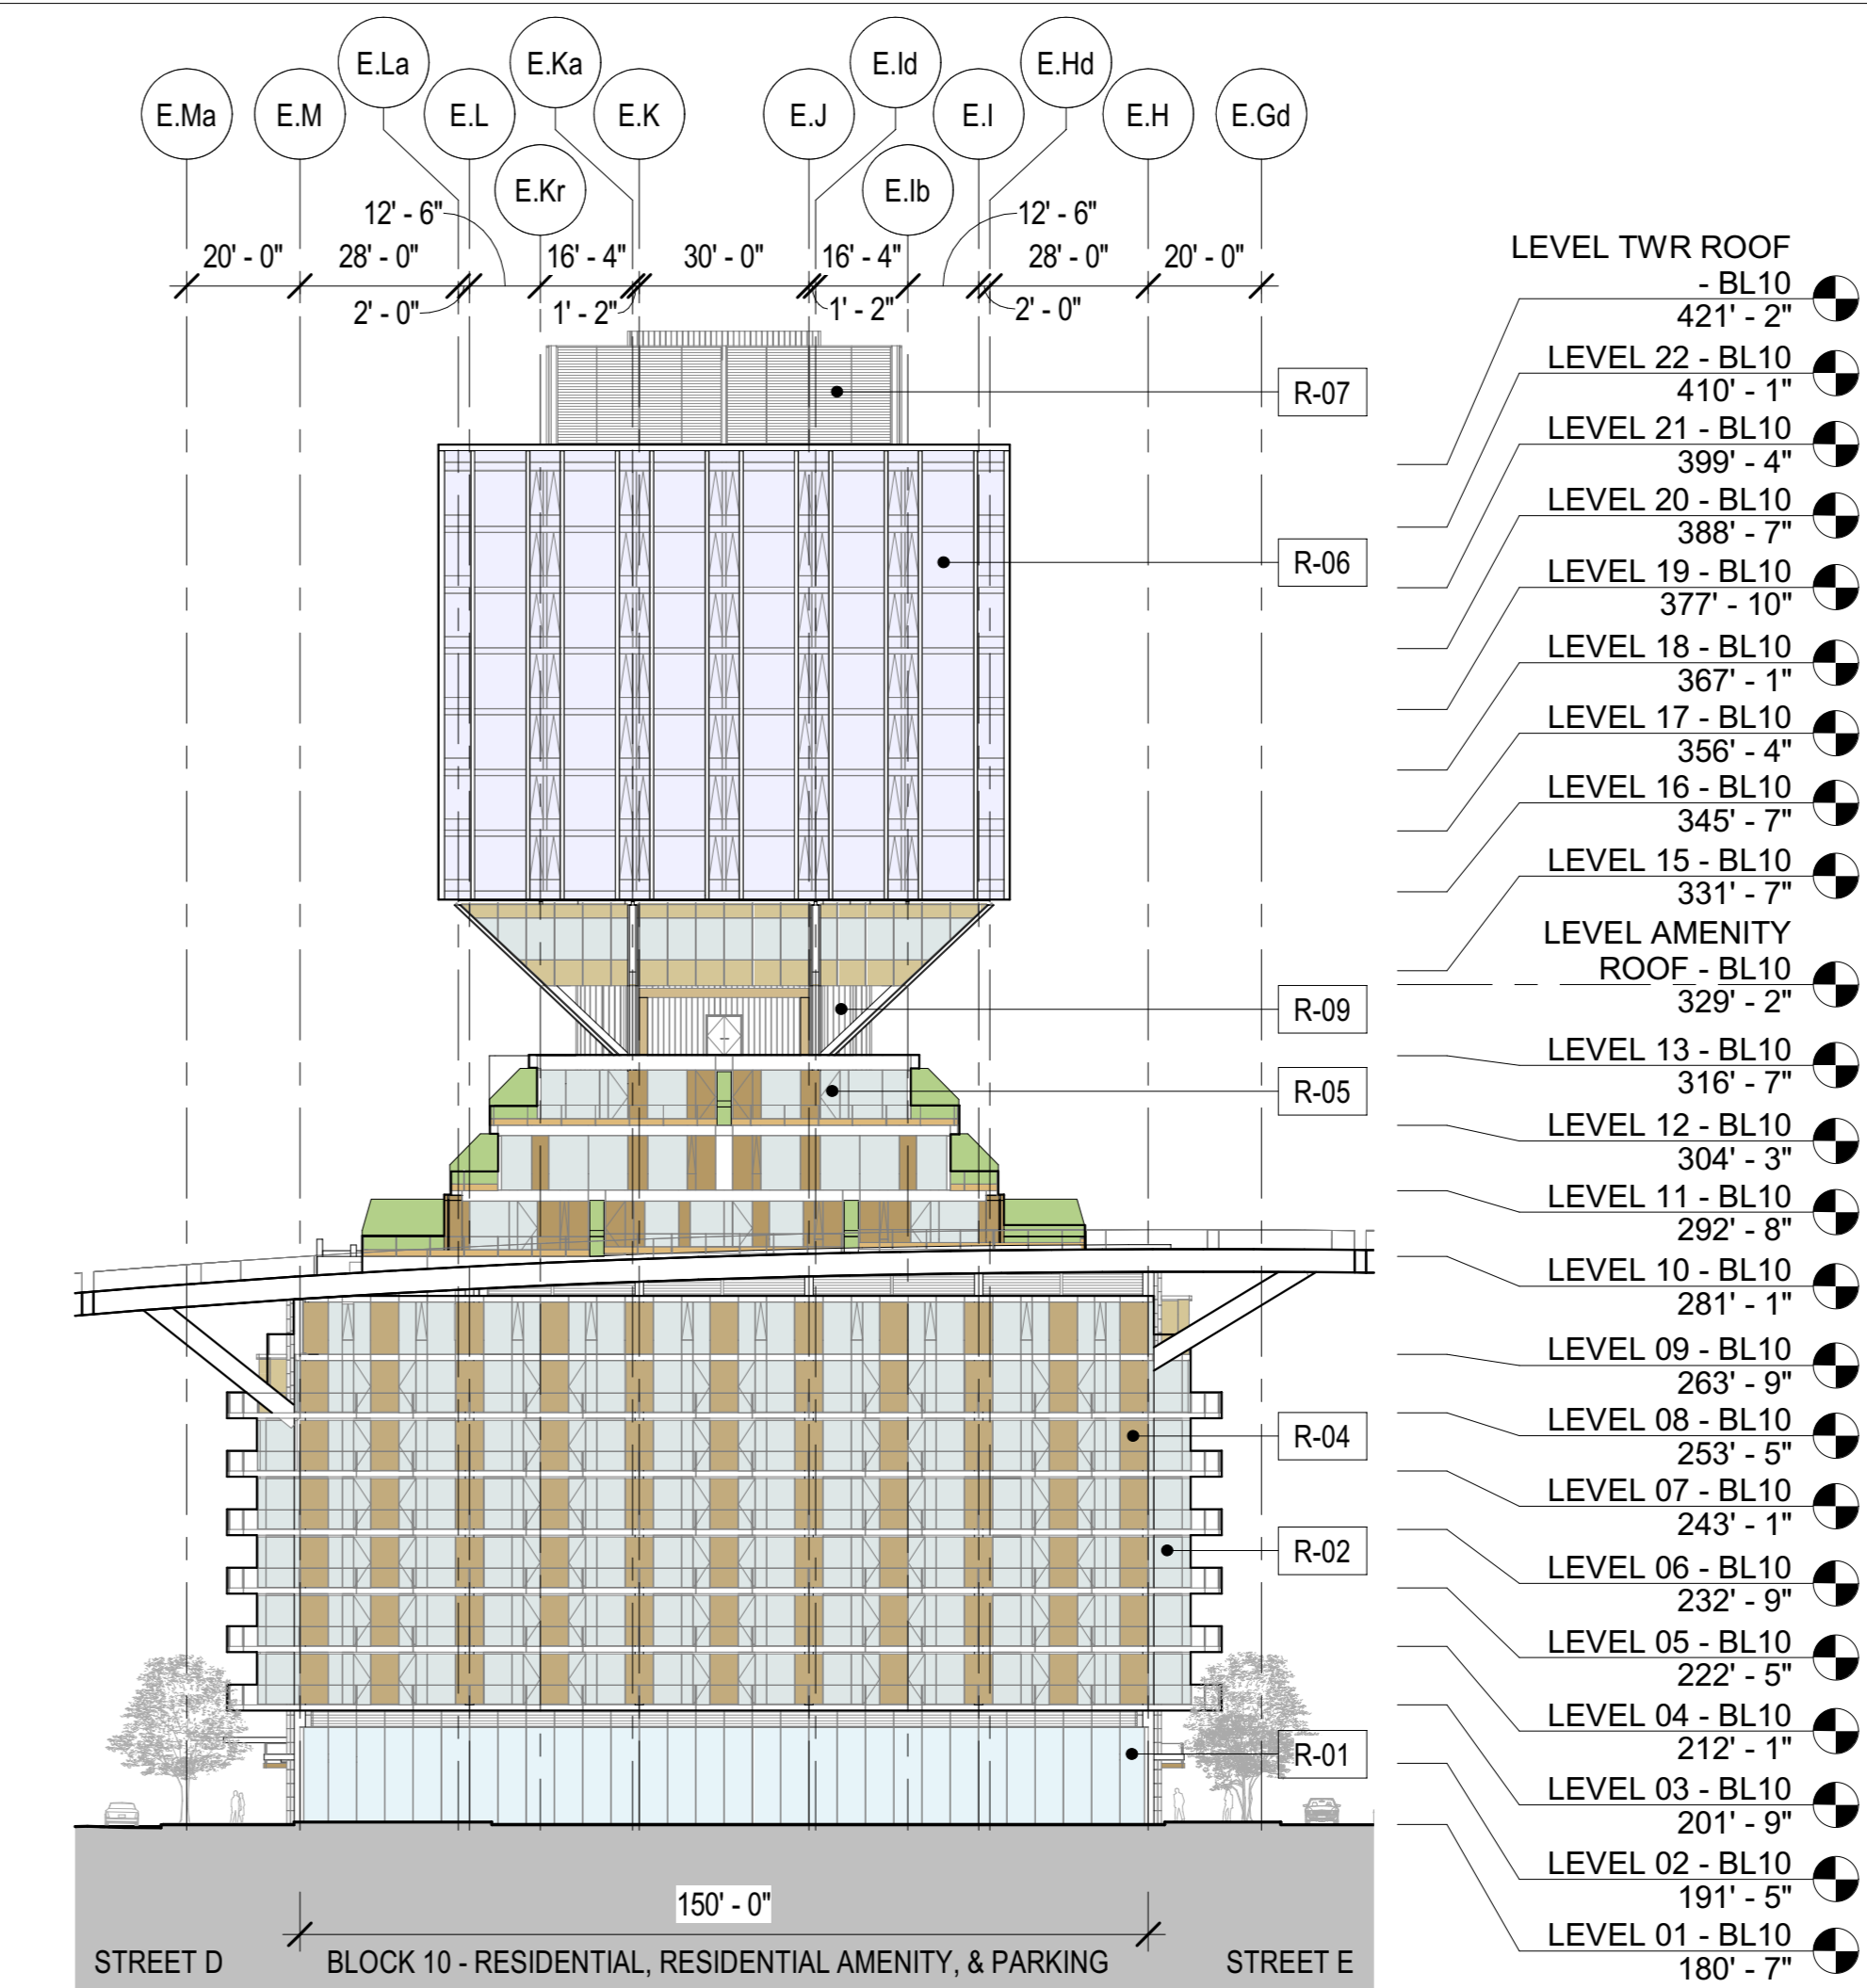 E.La
E.Ka
E.Id
E.Hd
E.Ma
E.M
E.L
E.K
E.J
E.I
E.H
E.Gd
E.Kr
E.Ib
12' - 6"
12' - 6"
20' - 0"
28' - 0"
16' - 4"
30' - 0"
16' - 4"
28' - 0"
20' - 0"
2' - 0"
1' - 2"
1' - 2"
2' - 0"
R-07
R-06
R-09
R-05
R-04
R-02
R-01
LEVEL TWR ROOF
- BL10
421' - 2"
LEVEL 22 - BL10
410' - 1"
LEVEL 21 - BL10
399' - 4"
LEVEL 20 - BL10
388' - 7"
LEVEL 19 - BL10
377' - 10"
LEVEL 18 - BL10
367' - 1"
LEVEL 17 - BL10
356' - 4"
LEVEL 16 - BL10
345' - 7"
LEVEL 15 - BL10
331' - 7"
LEVEL AMENITY
ROOF - BL10
329' - 2"
LEVEL 13 - BL10
316' - 7"
LEVEL 12 - BL10
304' - 3"
LEVEL 11 - BL10
292' - 8"
LEVEL 10 - BL10
281' - 1"
LEVEL 09 - BL10
263' - 9"
LEVEL 08 - BL10
253' - 5"
LEVEL 07 - BL10
243' - 1"
LEVEL 06 - BL10
232' - 9"
LEVEL 05 - BL10
222' - 5"
LEVEL 04 - BL10
212' - 1"
LEVEL 03 - BL10
201' - 9"
LEVEL 02 - BL10
191' - 5"
LEVEL 01 - BL10
180' - 7"
150' - 0"
STREET D
BLOCK 10 - RESIDENTIAL, RESIDENTIAL AMENITY, & PARKING
STREET E